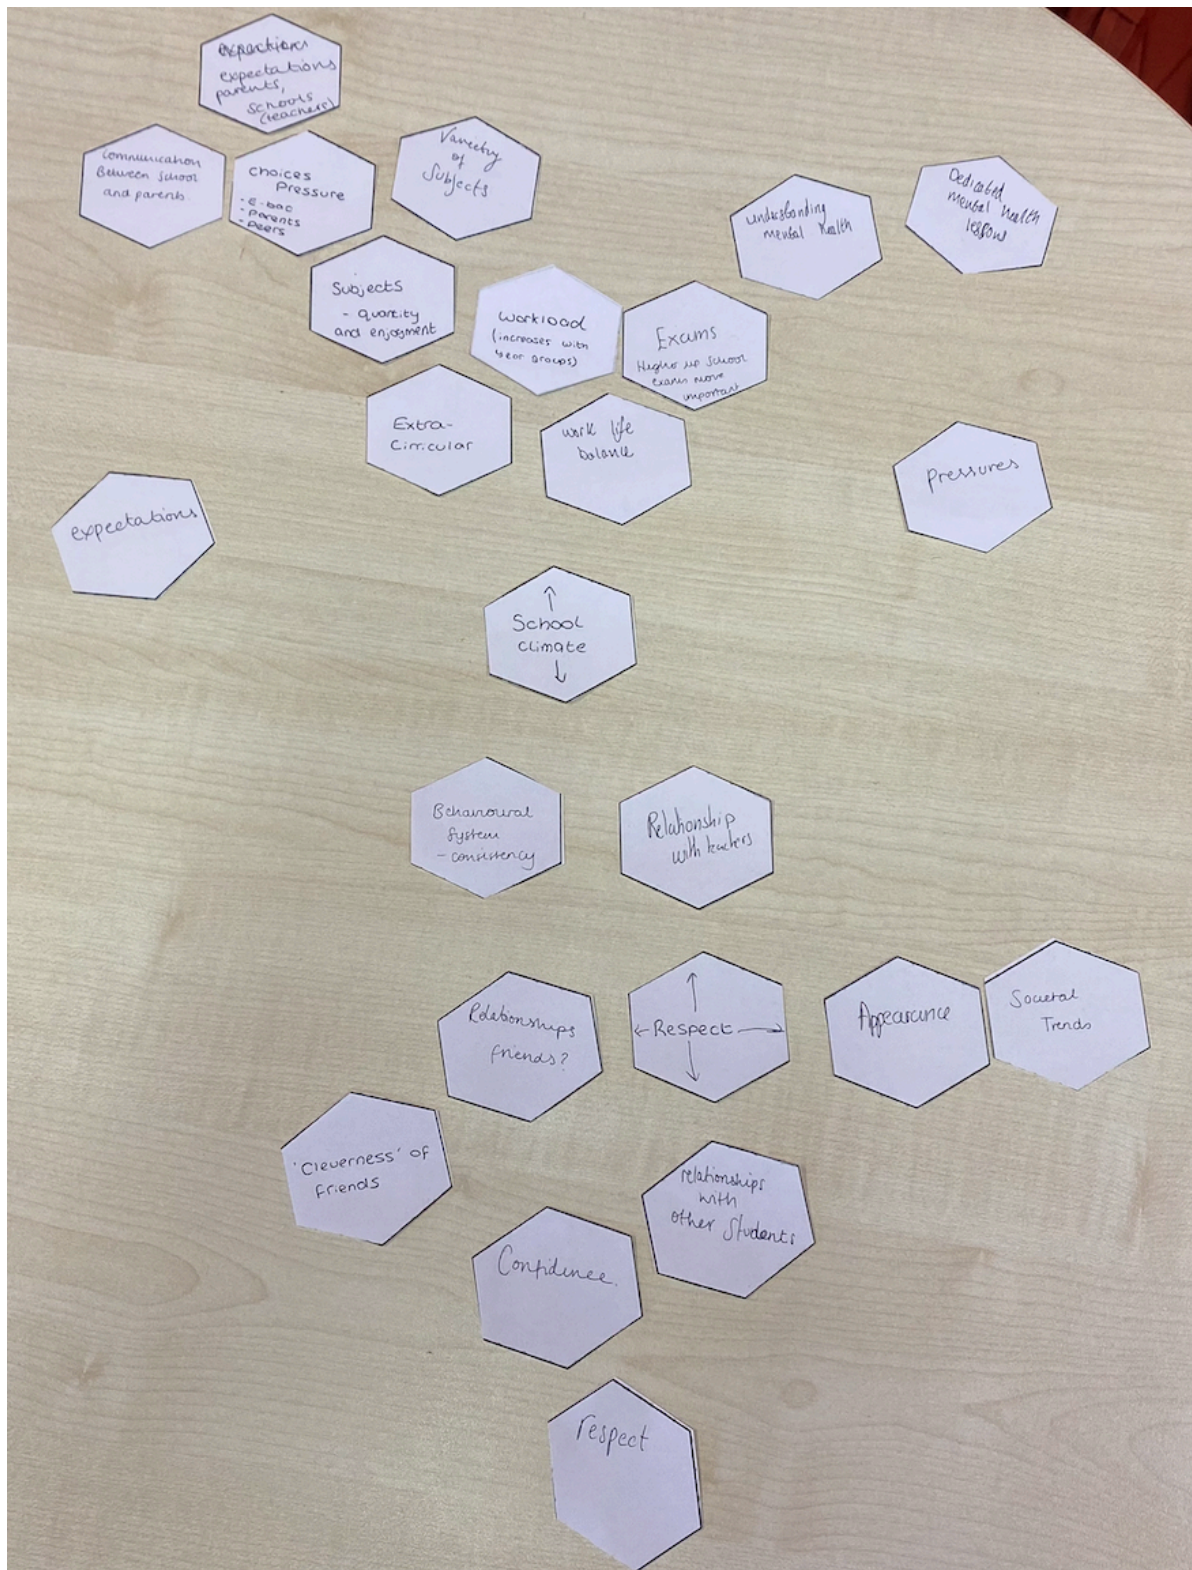 expectations
parents,
schools
(teachers)
Communication
Between School
and parents.
Choices
Pressure
- E-bac
- parents
- peers
Variety
of
Subjects
understanding
mental health
Dedicated
mental health
lessons
Subjects
- quantity
and enjoyment
Workload
(increases with
year groups)
Exams
Higher up school
exams more
important
Extra-
Cirricular
work life
balance
Pressures
expectations
↑
School
climate
↓
Behavioural
System
- consistency
Relationship
with teachers
Relationships
friends?
↑
← Respect →
↓
Appearance
Societal
Trends
'Cleverness' of
friends
relationships
with
other Students
Confidence.
respect